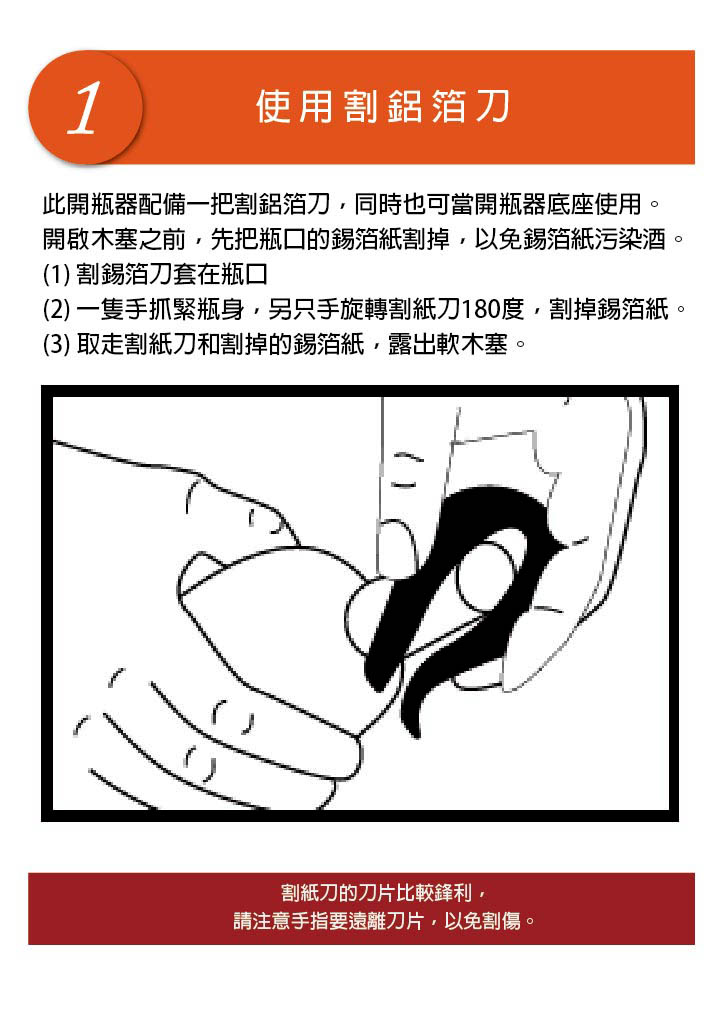 1
使用割鋁箔刀
此開瓶器配備一把割鋁箔刀，同時也可當開瓶器底座使用。
開啟木塞之前，先把瓶口的錫箔紙割掉，以免錫箔紙污染酒。
(1) 割錫箔刀套在瓶口
(2) 一隻手抓緊瓶身，另只手旋轉割紙刀180度，割掉錫箔紙。
(3) 取走割紙刀和割掉的錫箔紙，露出軟木塞。
割紙刀的刀片比較鋒利，
請注意手指要遠離刀片，以免割傷。